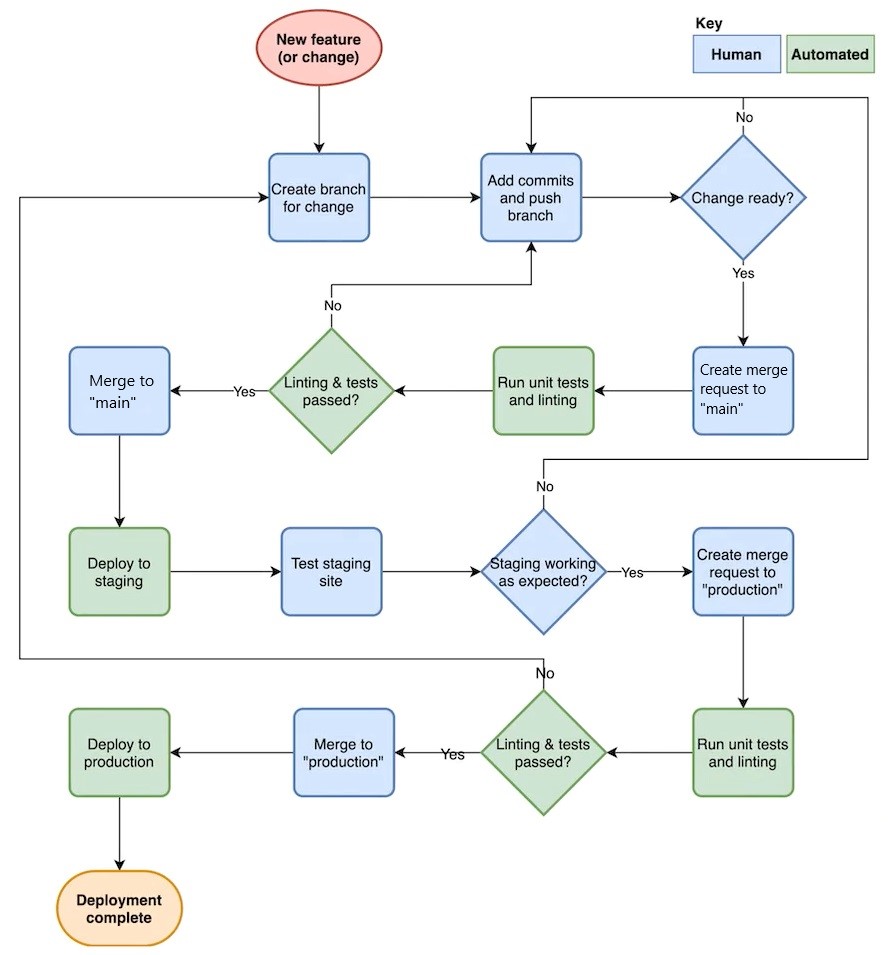 New feature
(or change)
Key
Human
Automated
No
Create branch
for change
Add commits
and push
branch
Change ready?
Yes
No
Merge to
"main"
Yes
Linting & tests
passed?
Run unit tests
and linting
Create merge
request to
"main"
No
Deploy to
staging
Test staging
site
Staging working
as expected?
Yes
Create merge
request to
"production"
No
Deploy to
production
Merge to
"production"
Yes
Linting & tests
passed?
Run unit tests
and linting
Deployment
complete